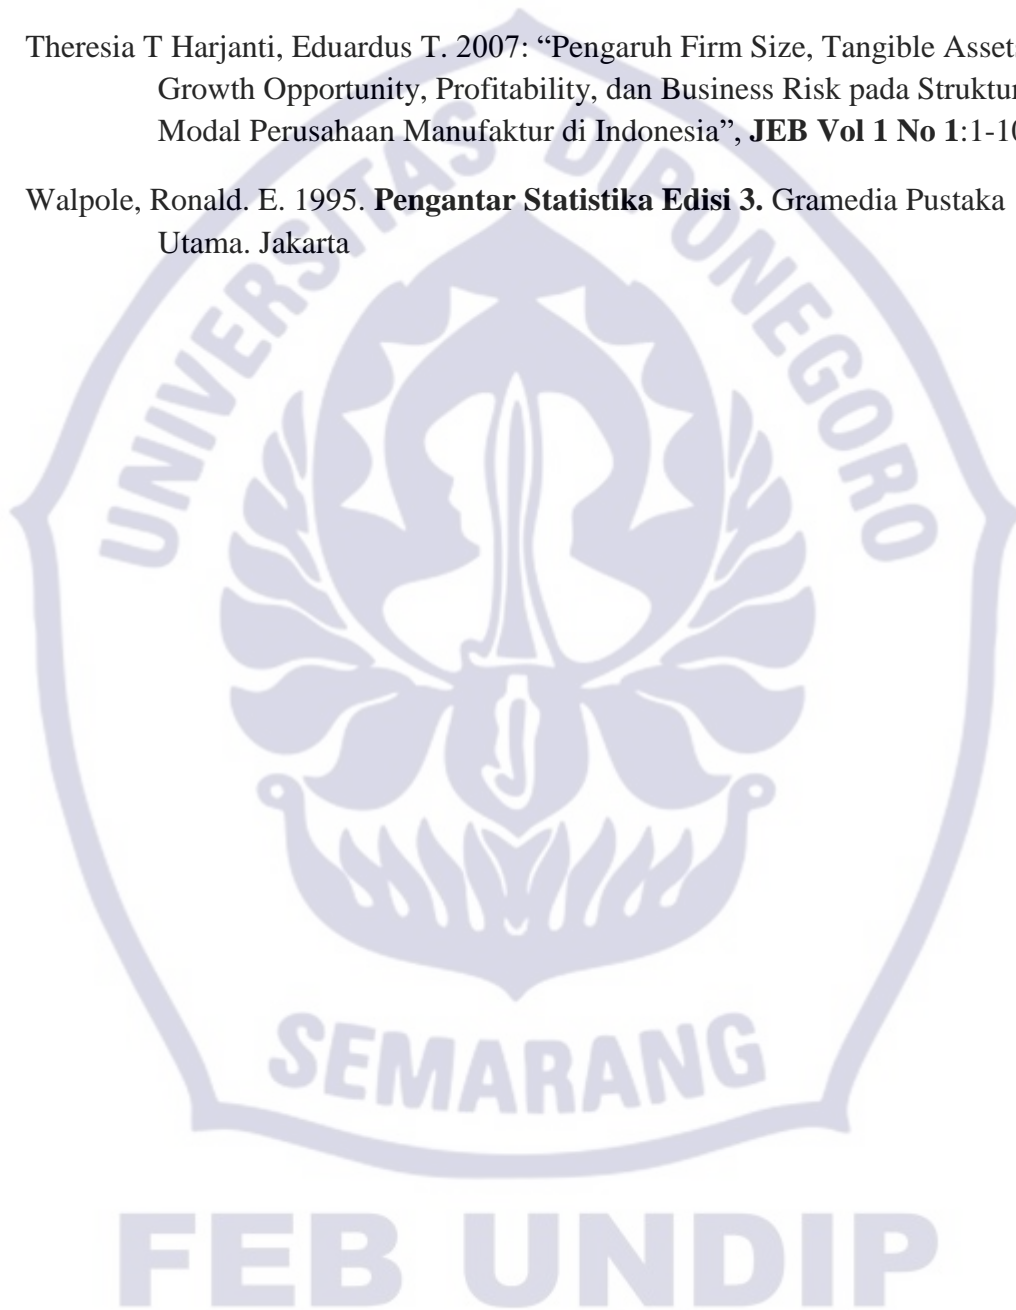 Theresia T Harjanti, Eduardus T. 2007: “Pengaruh Firm Size, Tangible Assets
Growth Opportunity, Profitability, dan Business Risk pada Struktur
Modal Perusahaan Manufaktur di Indonesia”, JEB Vol 1 No 1:1-10
Walpole, Ronald. E. 1995. Pengantar Statistika Edisi 3. Gramedia Pustaka
Utama. Jakarta
UNIVERSITAS DIPONEGORO
SEMARANG
FEB UNDIP